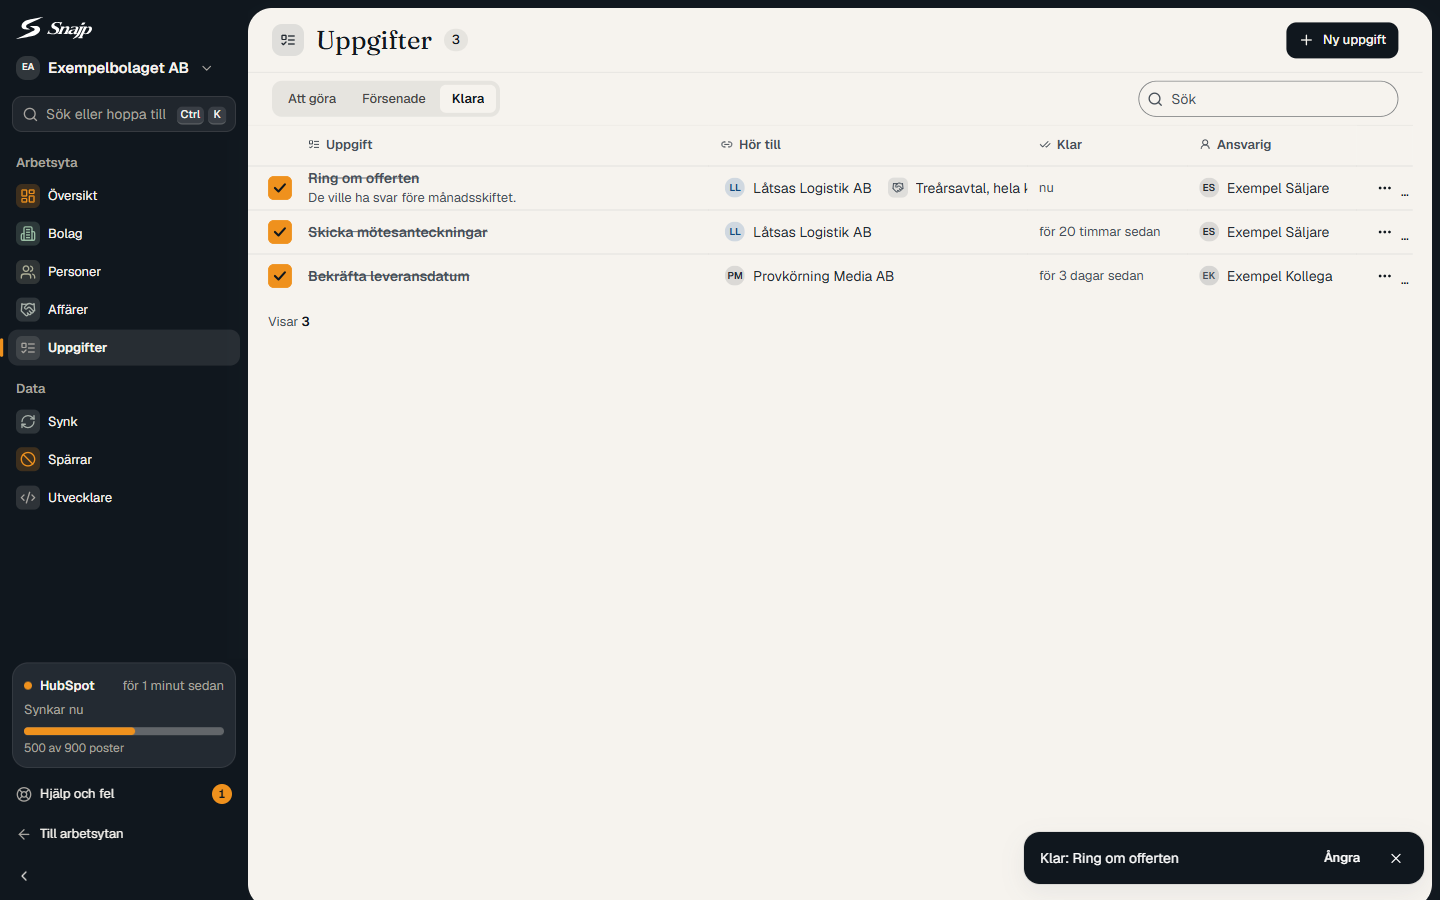 Snajp
EA Exempelbolaget AB
Sök eller hoppa till Ctrl K
Arbetsyta
Översikt
Bolag
Personer
Affärer
Uppgifter
Data
Synk
Spärrar
Utvecklare
HubSpot för 1 minut sedan
Synkar nu
500 av 900 poster
Hjälp och fel 1
Till arbetsytan
Uppgifter 3
Ny uppgift
Att göra Försenade Klara
Sök
Uppgift Hör till Klar Ansvarig
Ring om offerten
De ville ha svar före månadsskiftet.
LL Låtsas Logistik AB Treårsavtal, hela nu ES Exempel Säljare ...
Skicka mötesanteckningar LL Låtsas Logistik AB för 20 timmar sedan ES Exempel Säljare ...
Bekräfta leveransdatum PM Provkörning Media AB för 3 dagar sedan EK Exempel Kollega ...
Visar 3
Klar: Ring om offerten Ångra